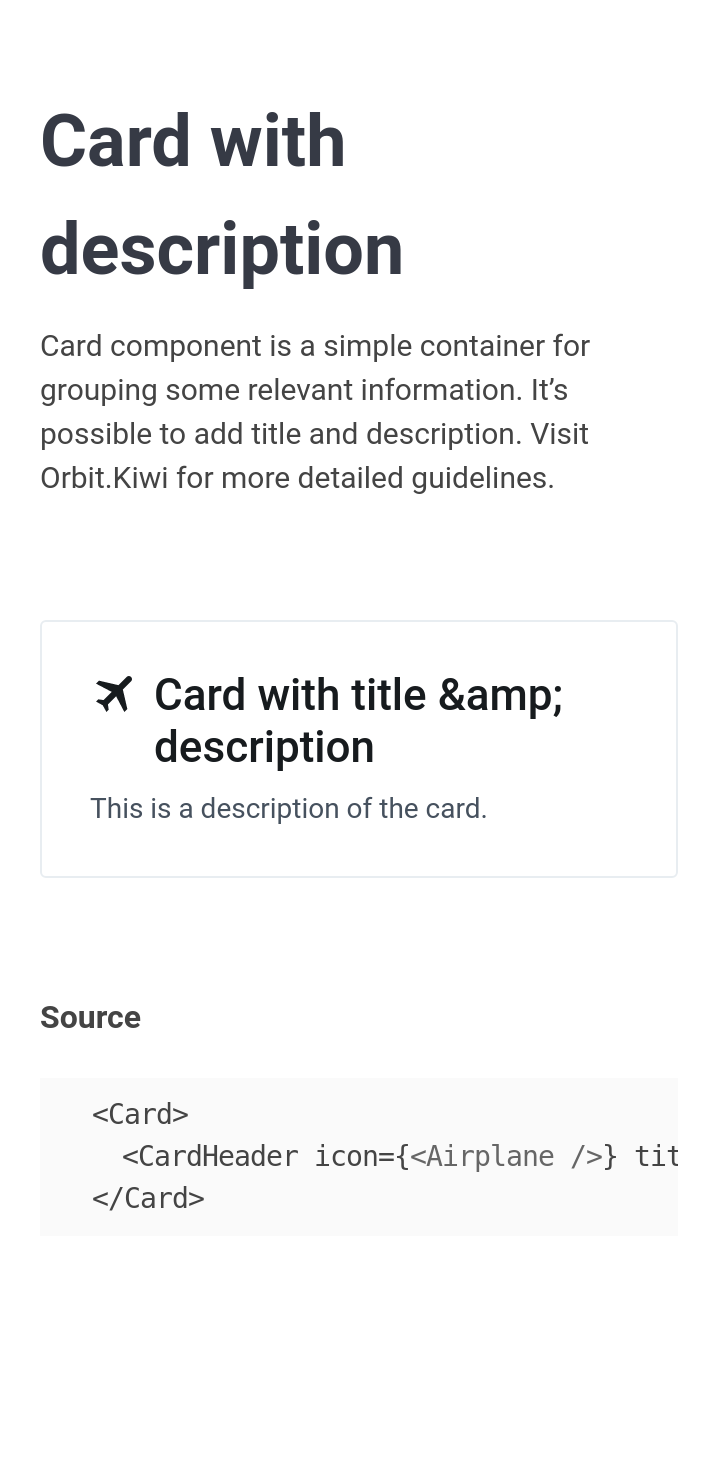 Card with
description
Card component is a simple container for
grouping some relevant information. It’s
possible to add title and description. Visit
Orbit.Kiwi for more detailed guidelines.
Card with title &amp;
description
This is a description of the card.
Source
<Card>
  <CardHeader icon={<Airplane />} tit
</Card>